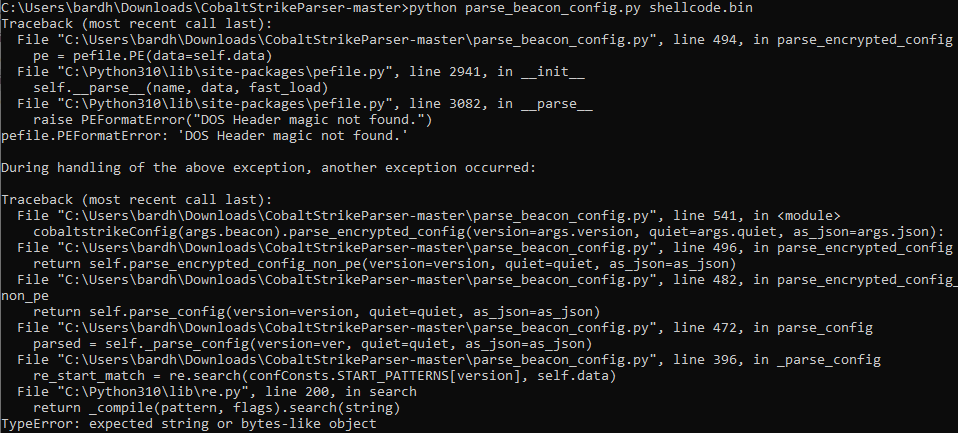 C:\Users\bardh\Downloads\CobaltStrikeParser-master>python parse_beacon_config.py shellcode.bin
Traceback (most recent call last):
  File "C:\Users\bardh\Downloads\CobaltStrikeParser-master\parse_beacon_config.py", line 494, in parse_encrypted_config
    pe = pefile.PE(data=self.data)
  File "C:\Python310\lib\site-packages\pefile.py", line 2941, in __init__
    self.__parse__(name, data, fast_load)
  File "C:\Python310\lib\site-packages\pefile.py", line 3082, in __parse__
    raise PEFormatError("DOS Header magic not found.")
pefile.PEFormatError: 'DOS Header magic not found.'

During handling of the above exception, another exception occurred:

Traceback (most recent call last):
  File "C:\Users\bardh\Downloads\CobaltStrikeParser-master\parse_beacon_config.py", line 541, in <module>
    cobaltstrikeConfig(args.beacon).parse_encrypted_config(version=args.version, quiet=args.quiet, as_json=args.json):
  File "C:\Users\bardh\Downloads\CobaltStrikeParser-master\parse_beacon_config.py", line 496, in parse_encrypted_config
    return self.parse_encrypted_config_non_pe(version=version, quiet=quiet, as_json=as_json)
  File "C:\Users\bardh\Downloads\CobaltStrikeParser-master\parse_beacon_config.py", line 482, in parse_encrypted_config_
non_pe
    return self.parse_config(version=version, quiet=quiet, as_json=as_json)
  File "C:\Users\bardh\Downloads\CobaltStrikeParser-master\parse_beacon_config.py", line 472, in parse_config
    parsed = self._parse_config(version=ver, quiet=quiet, as_json=as_json)
  File "C:\Users\bardh\Downloads\CobaltStrikeParser-master\parse_beacon_config.py", line 396, in _parse_config
    re_start_match = re.search(confConsts.START_PATTERNS[version], self.data)
  File "C:\Python310\lib\re.py", line 200, in search
    return _compile(pattern, flags).search(string)
TypeError: expected string or bytes-like object